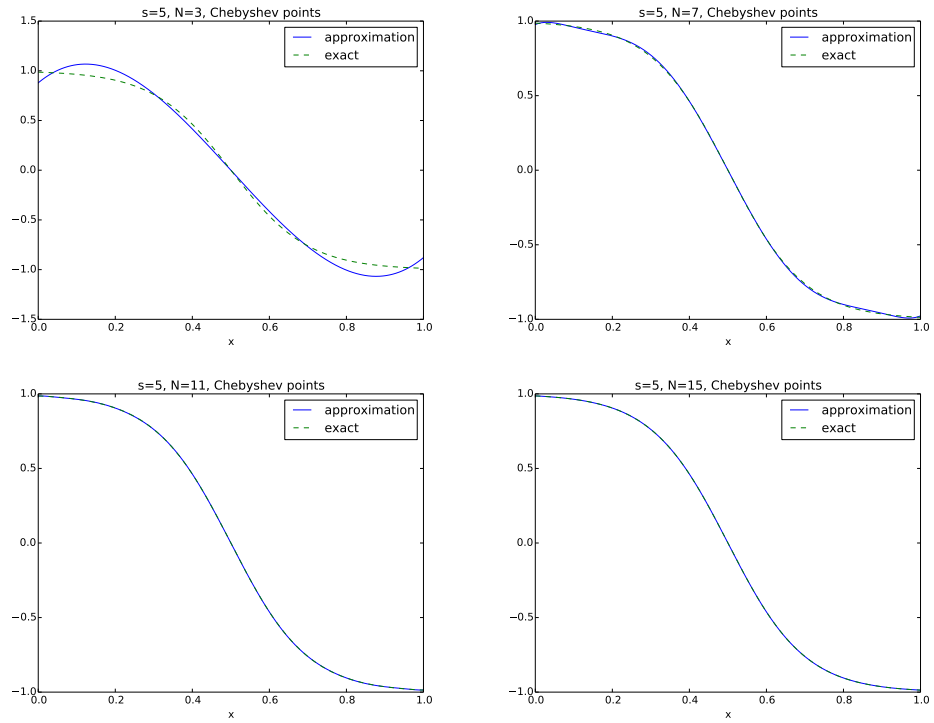 s=5, N=3, Chebyshev points
1.5
1.0
0.5
0.0
−0.5
−1.0
−1.5
0.0 0.2 0.4 0.6 0.8 1.0
x
approximation
exact
s=5, N=7, Chebyshev points
1.0
0.5
0.0
−0.5
−1.0
0.0 0.2 0.4 0.6 0.8 1.0
x
approximation
exact
s=5, N=11, Chebyshev points
1.0
0.5
0.0
−0.5
−1.0
0.0 0.2 0.4 0.6 0.8 1.0
x
approximation
exact
s=5, N=15, Chebyshev points
1.0
0.5
0.0
−0.5
−1.0
0.0 0.2 0.4 0.6 0.8 1.0
x
approximation
exact